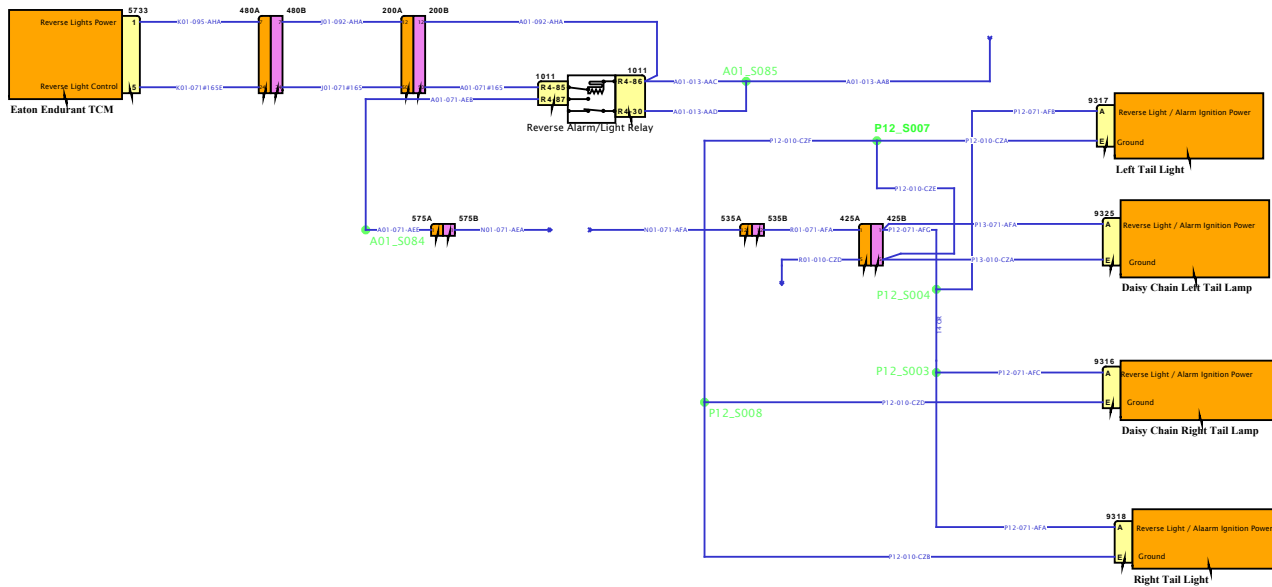 5733
480A 480B
200A 200B
Reverse Lights Power 1
K01-095-AHA
J01-092-AHA
A01-092-AHA
Reverse Light Control 5
K01-071#165E
J01-071#165
A01-071#165
A01-071-AEB
Eaton Endurant TCM
1011 1011
R4-85 R4-86
R4-87 R4-30
Reverse Alarm/Light Relay
A01-013-AAC
A01_S085
A01-013-AAB
A01-013-AAD
9317
P12-071-AFB
A Reverse Light / Alarm Ignition Power
P12_S007
P12-010-CZF
P12-010-CZA
E Ground
Left Tail Light
P12-010-CZE
575A 575B
A01-071-AEE
N01-071-AEA
A01_S084
N01-071-AFA
535A 535B
R01-071-AFA
425A 425B
P12-071-AFG
R01-010-CZD
9325
P13-071-AFA
A Reverse Light / Alarm Ignition Power
P13-010-CZA
E Ground
Daisy Chain Left Tail Lamp
P12_S004
14 OR
P12_S003
9316
P12-071-AFC
A Reverse Light / Alarm Ignition Power
P12_S008
P12-010-CZD
E Ground
Daisy Chain Right Tail Lamp
9318
P12-071-AFA
A Reverse Light / Alaarm Ignition Power
P12-010-CZB
E Ground
Right Tail Light